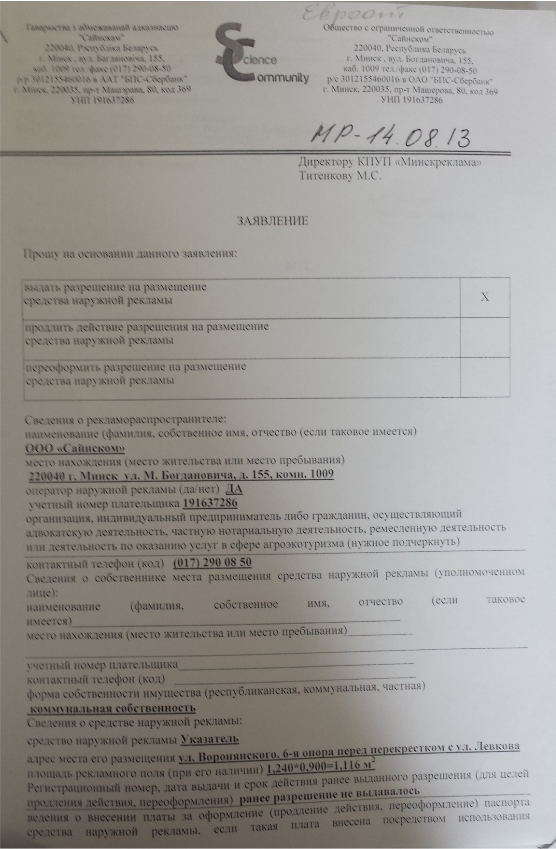 Евроопт
Таварыства з абмежаванай адказнасцю
"Сайнском"
220040, Рэспубліка Беларусь
г. Мінск , вул. Багдановіча, 155,
каб. 1009 тел./факс (017) 290-08-50
р/р 3012155460016 в ААТ "БПС-Сбербанк"
г. Мінск, 220035, пр-т Машэрава, 80, код 369
УНП 191637286
Science
Community
Общество с ограниченной ответственностью
"Сайнском"
220040, Республика Беларусь
г. Минск , ул. Богдановича, 155,
каб. 1009 тел./факс (017) 290-08-50
р/с 3012155460016 в ОАО "БПС-Сбербанк"
г. Минск, 220035, пр-т Машерова, 80, код 369
УНП 191637286
МР-14.08.13
Директору КПУП «Минскреклама»
Титенкову М.С.
ЗАЯВЛЕНИЕ
Прошу на основании данного заявления:
выдать разрешение на размещение
средства наружной рекламы
X
продлить действие разрешения на размещение
средства наружной рекламы
переоформить разрешение на размещение
средства наружной рекламы
Сведения о рекламораспространителе:
наименование (фамилия, собственное имя, отчество (если таковое имеется)
ООО «Сайнском»
место нахождения (место жительства или место пребывания)
220040 г. Минск ул. М. Богдановича, д. 155, комн. 1009
оператор наружной рекламы (да/нет) ДА
учетный номер плательщика 191637286
организация, индивидуальный предприниматель либо гражданин, осуществляющий
адвокатскую деятельность, частную нотариальную деятельность, ремесленную деятельность
или деятельность по оказанию услуг в сфере агроэкотуризма (нужное подчеркнуть)
контактный телефон (код) (017) 290 08 50
Сведения о собственнике места размещения средства наружной рекламы (уполномоченном
лице):
наименование (фамилия, собственное имя, отчество (если таковое
имеется)
место нахождения (место жительства или место пребывания)
учетный номер плательщика
контактный телефон (код)
форма собственности имущества (республиканская, коммунальная, частная)
коммунальная собственность
Сведения о средстве наружной рекламы:
средство наружной рекламы Указатель
адрес места его размещения ул. Воронянского, 6-я опора перед перекрестком с ул. Левкова
площадь рекламного поля (при его наличии) 1,240*0,900=1,116 м²
Регистрационный номер, дата выдачи и срок действия ранее выданного разрешения (для целей
продления действия, переоформления) ранее разрешение не выдавалось
ведения о внесении платы за оформление (продление действия, переоформление) паспорта
средства наружной рекламы, если такая плата внесена посредством использования